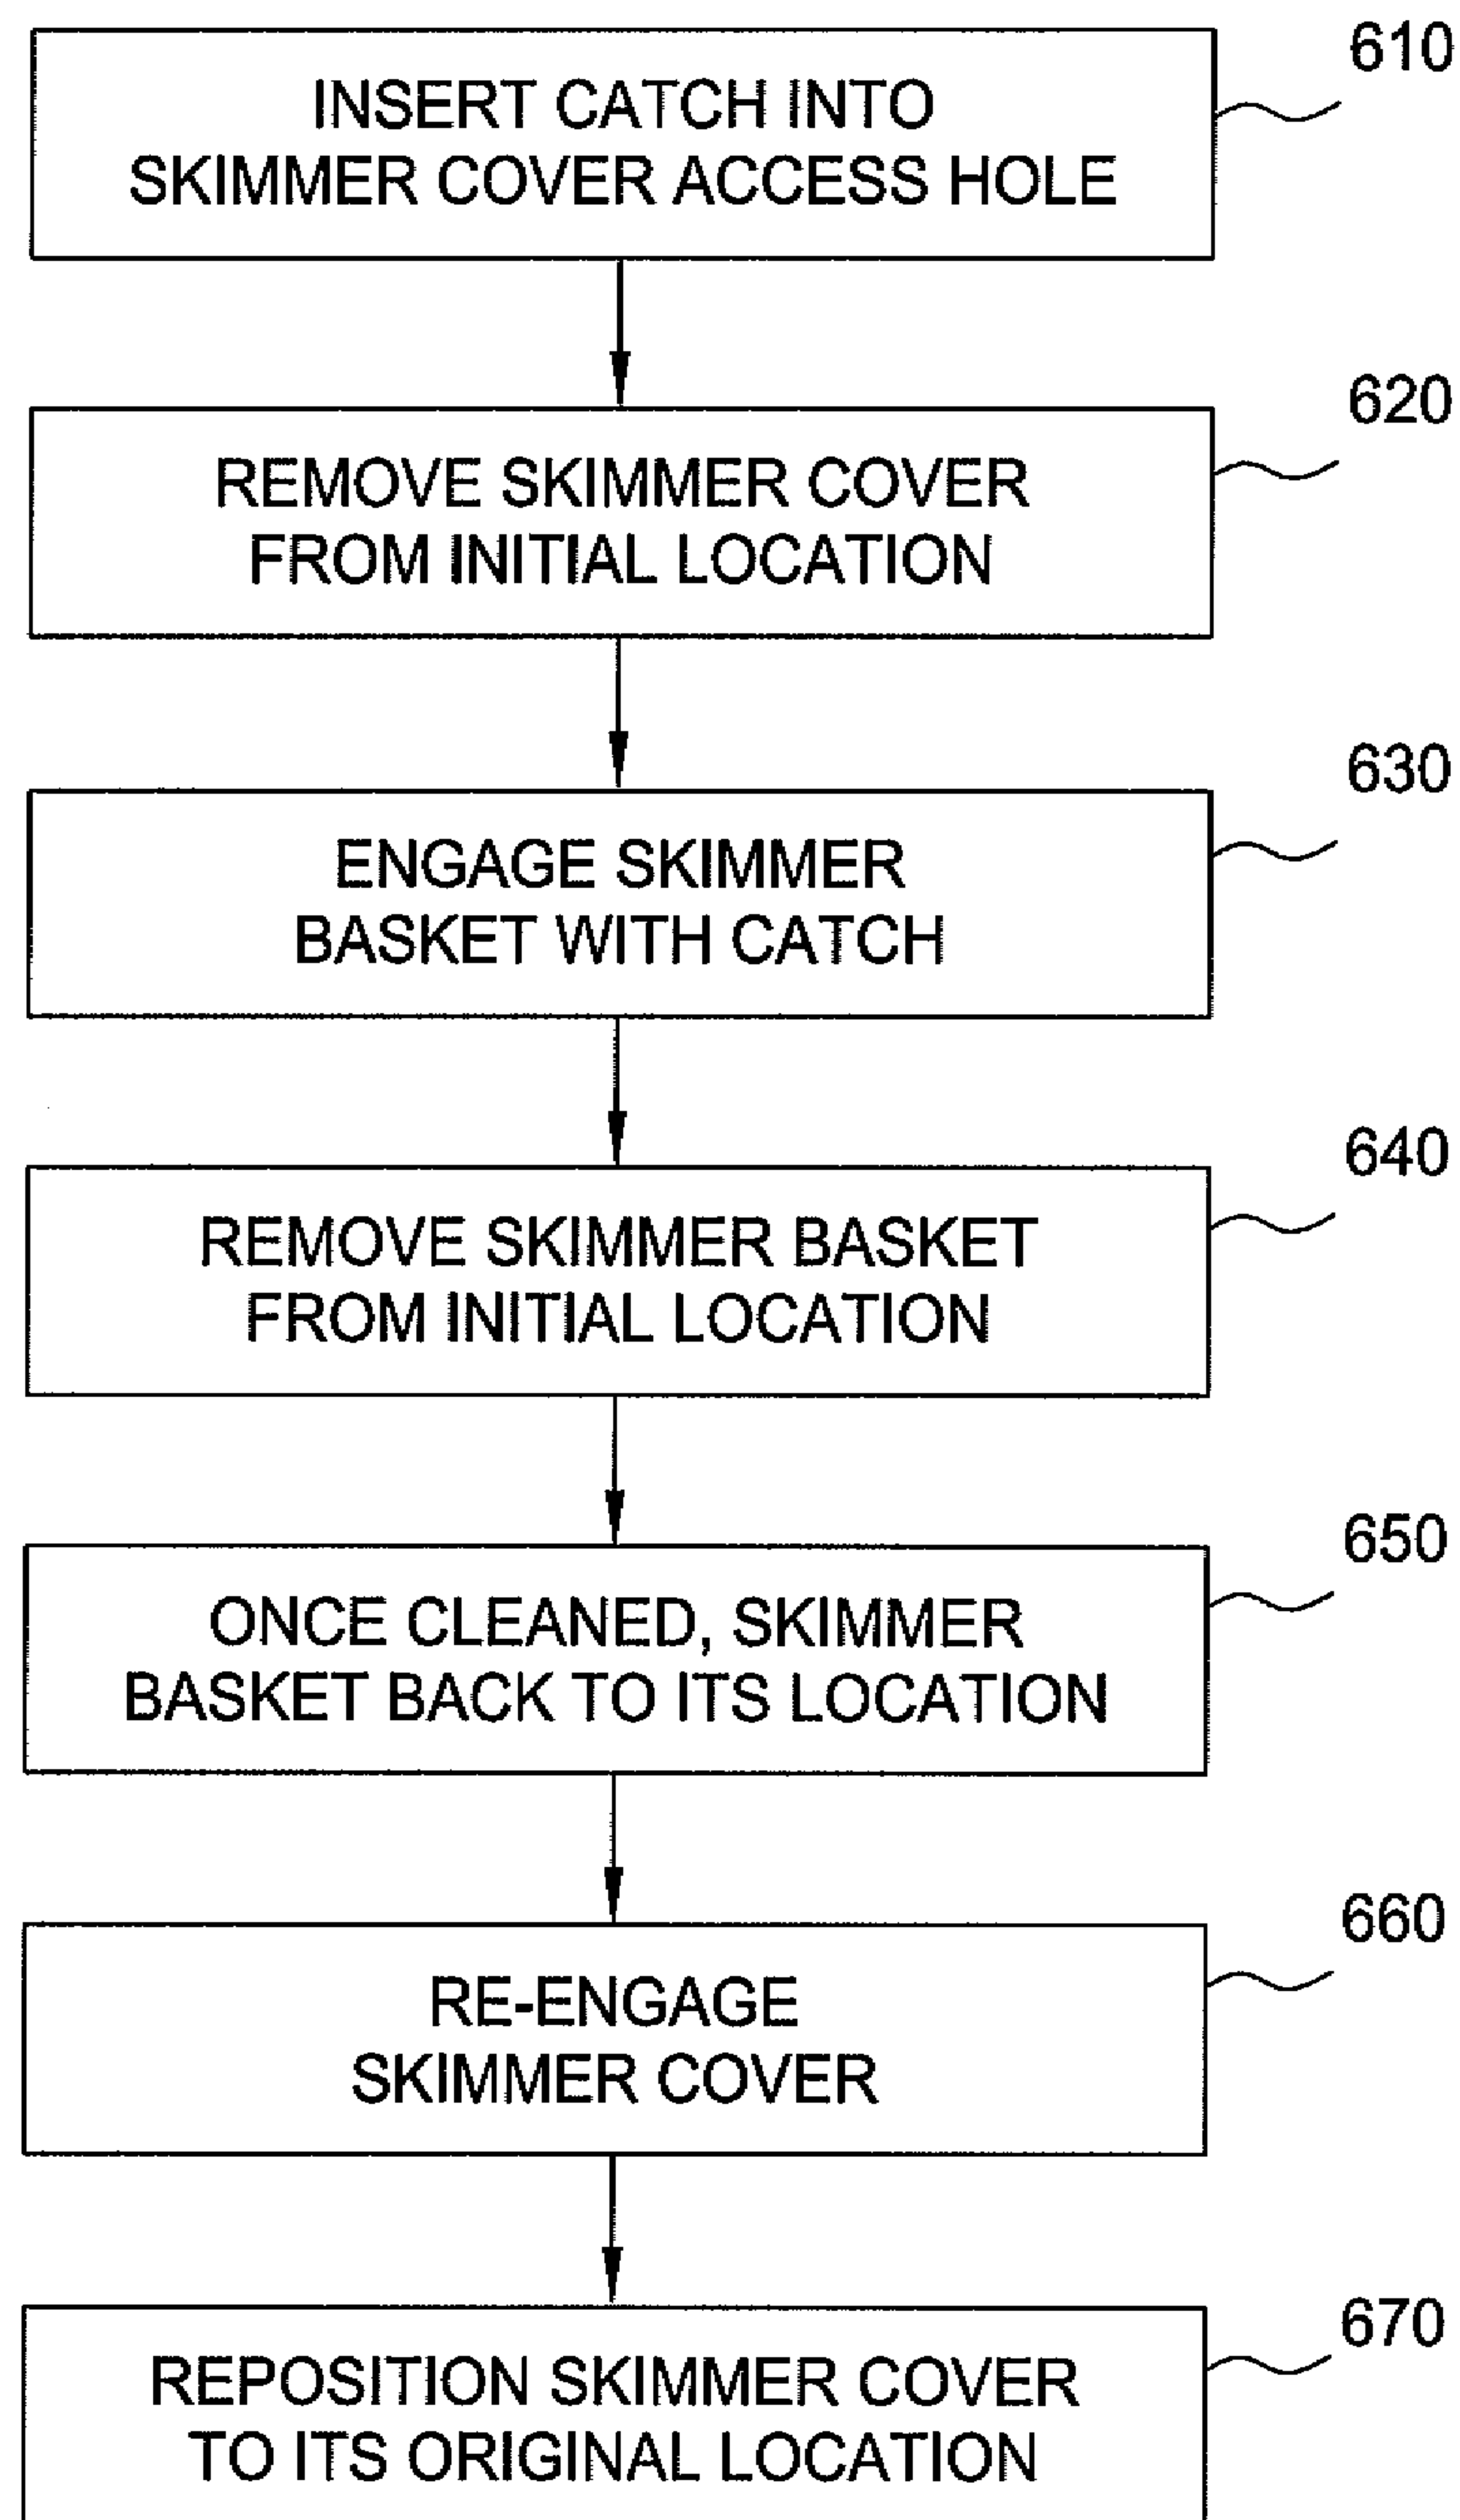 610
INSERT CATCH INTO
SKIMMER COVER ACCESS HOLE
620
REMOVE SKIMMER COVER
FROM INITIAL LOCATION
630
ENGAGE SKIMMER
BASKET WITH CATCH
640
REMOVE SKIMMER BASKET
FROM INITIAL LOCATION
650
ONCE CLEANED, SKIMMER
BASKET BACK TO ITS LOCATION
660
RE-ENGAGE
SKIMMER COVER
670
REPOSITION SKIMMER COVER
TO ITS ORIGINAL LOCATION